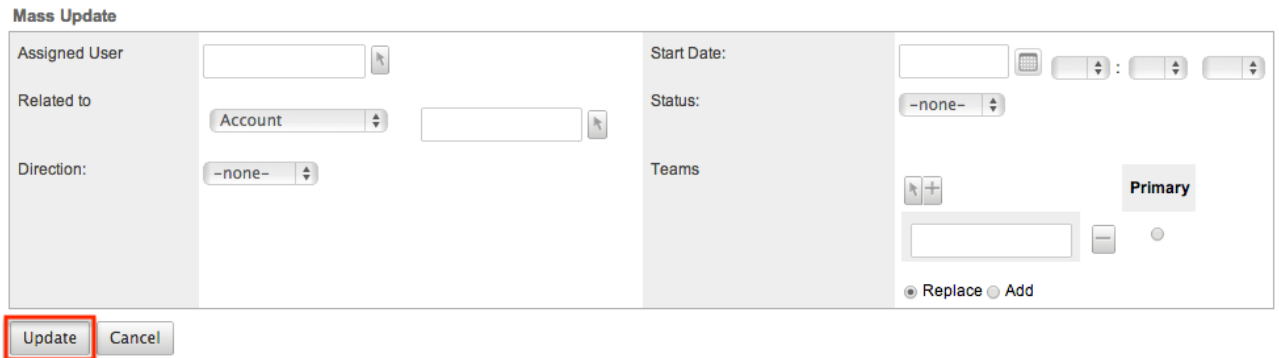 Mass Update
Assigned User
Start Date:
:
Related to
Account
Status:
-none-
Direction:
-none-
Teams
Primary
Replace Add
Update Cancel